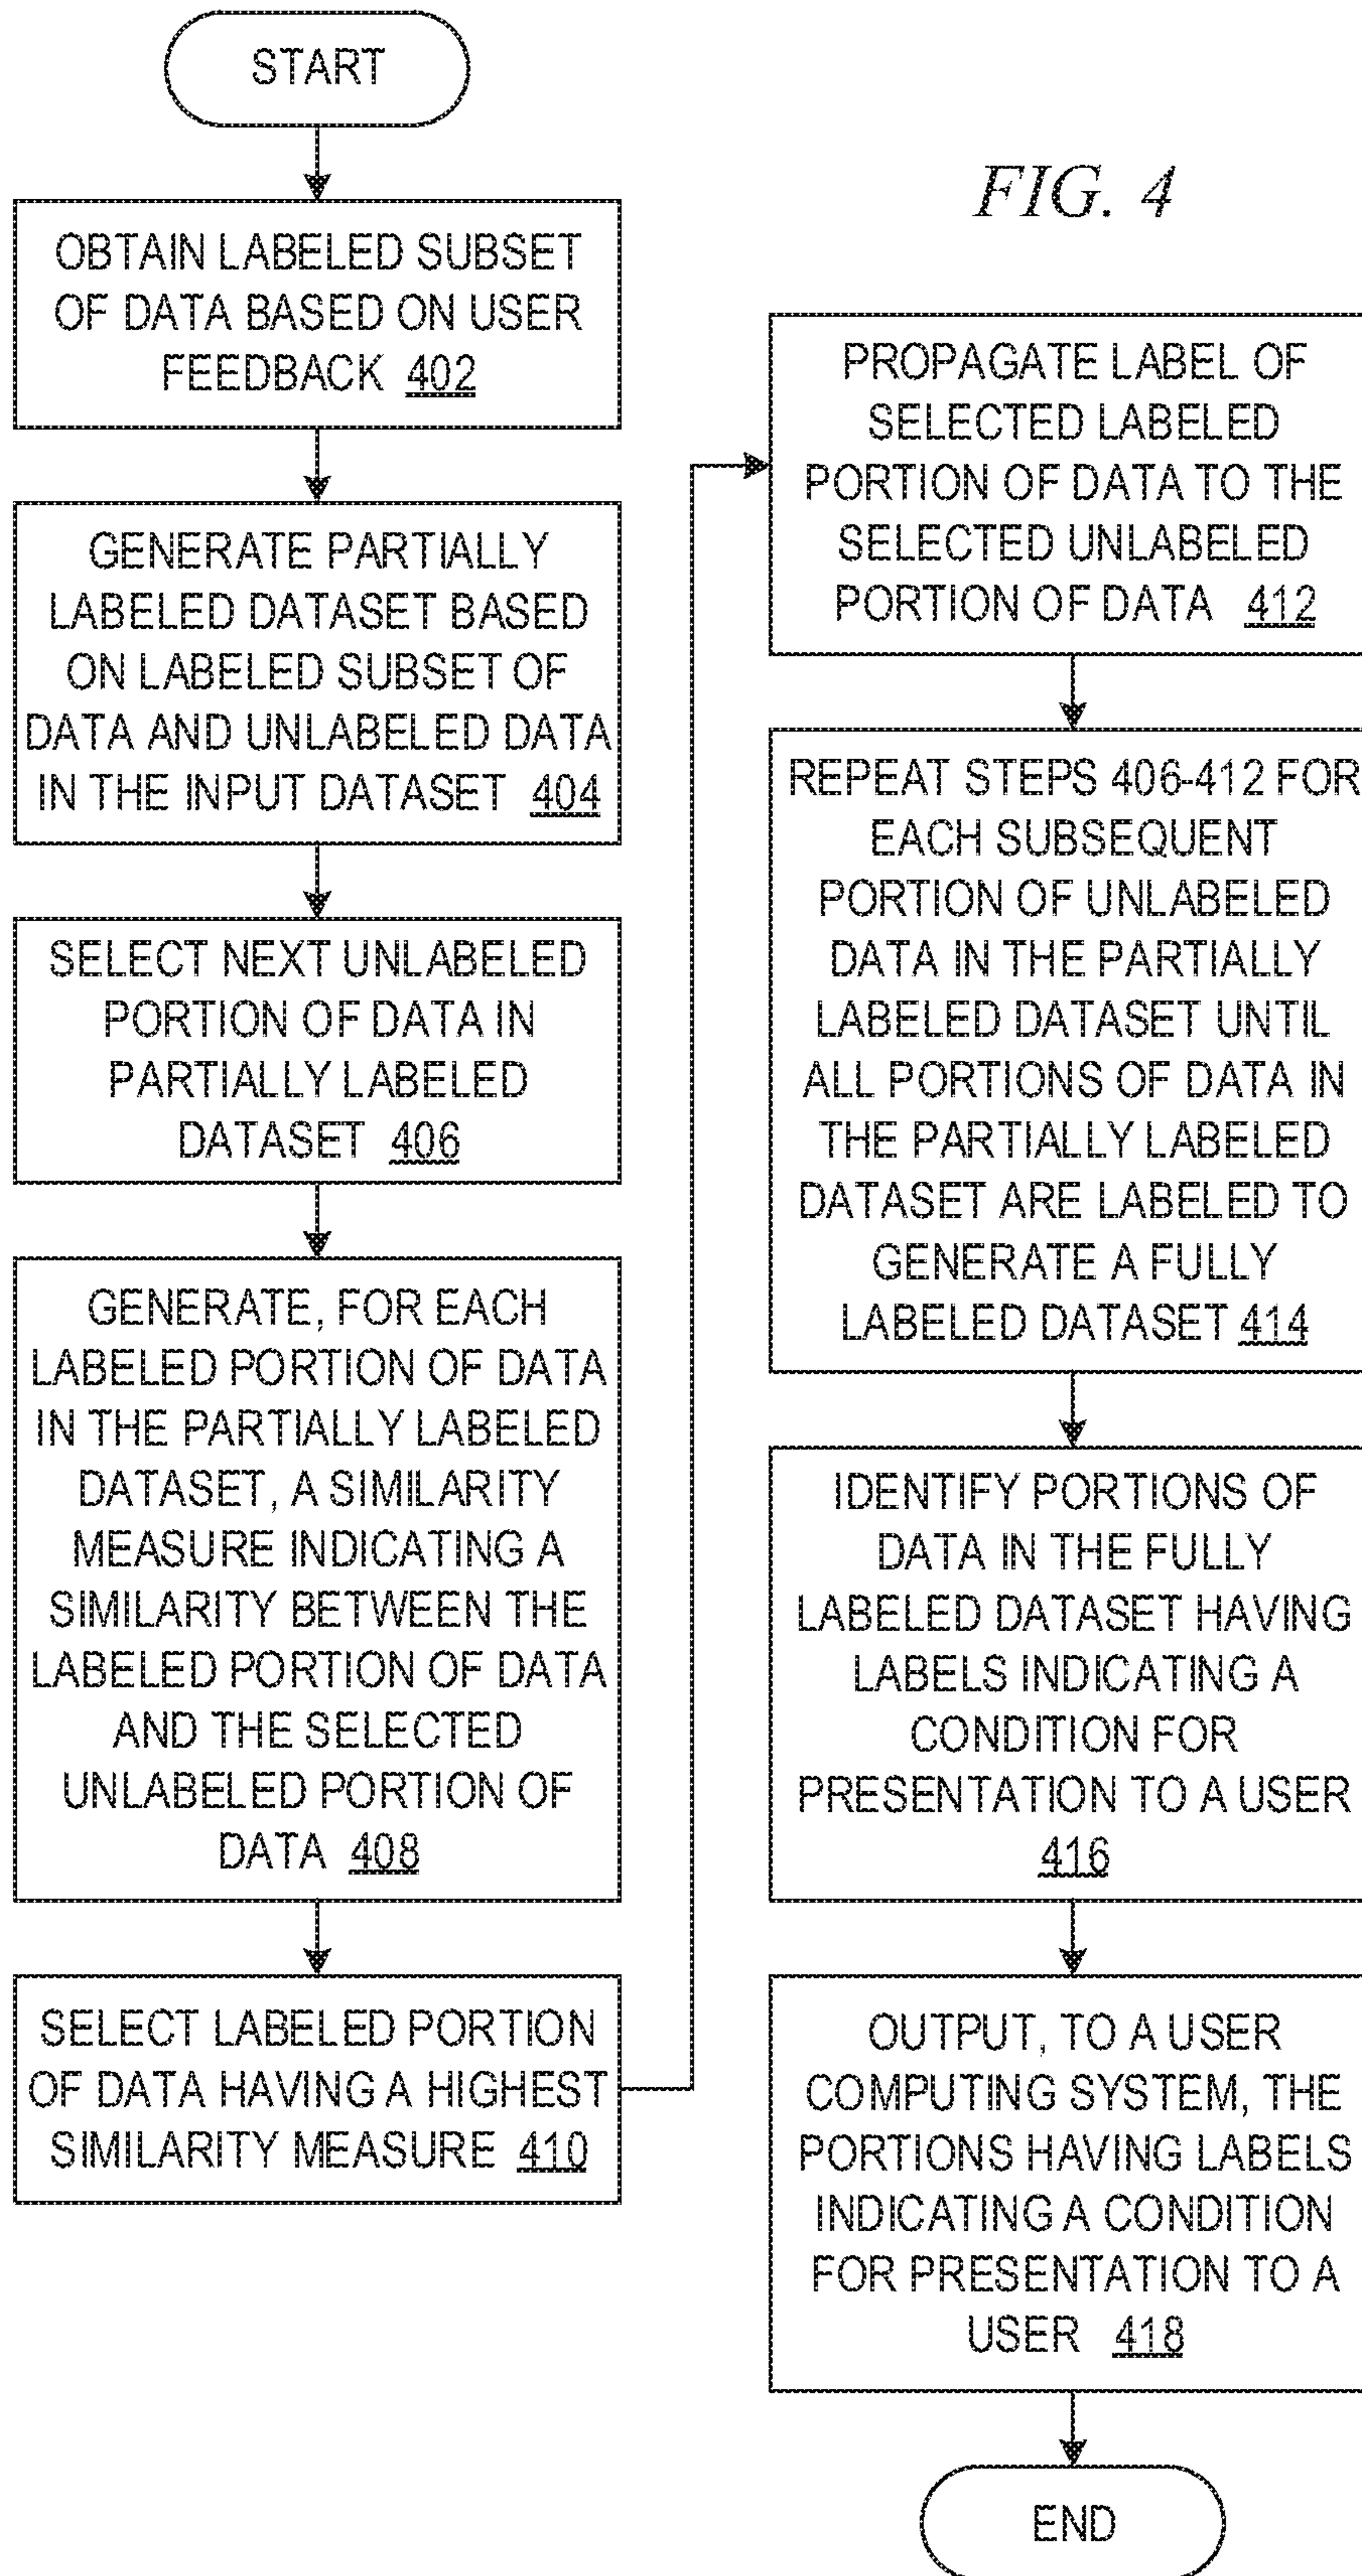 START
OBTAIN LABELED SUBSET
OF DATA BASED ON USER
FEEDBACK 402
GENERATE PARTIALLY
LABELED DATASET BASED
ON LABELED SUBSET OF
DATA AND UNLABELED DATA
IN THE INPUT DATASET 404
SELECT NEXT UNLABELED
PORTION OF DATA IN
PARTIALLY LABELED
DATASET 406
GENERATE, FOR EACH
LABELED PORTION OF DATA
IN THE PARTIALLY LABELED
DATASET, A SIMILARITY
MEASURE INDICATING A
SIMILARITY BETWEEN THE
LABELED PORTION OF DATA
AND THE SELECTED
UNLABELED PORTION OF
DATA 408
SELECT LABELED PORTION
OF DATA HAVING A HIGHEST
SIMILARITY MEASURE 410
FIG. 4
PROPAGATE LABEL OF
SELECTED LABELED
PORTION OF DATA TO THE
SELECTED UNLABELED
PORTION OF DATA 412
REPEAT STEPS 406-412 FOR
EACH SUBSEQUENT
PORTION OF UNLABELED
DATA IN THE PARTIALLY
LABELED DATASET UNTIL
ALL PORTIONS OF DATA IN
THE PARTIALLY LABELED
DATASET ARE LABELED TO
GENERATE A FULLY
LABELED DATASET 414
IDENTIFY PORTIONS OF
DATA IN THE FULLY
LABELED DATASET HAVING
LABELS INDICATING A
CONDITION FOR
PRESENTATION TO A USER
416
OUTPUT, TO A USER
COMPUTING SYSTEM, THE
PORTIONS HAVING LABELS
INDICATING A CONDITION
FOR PRESENTATION TO A
USER 418
END